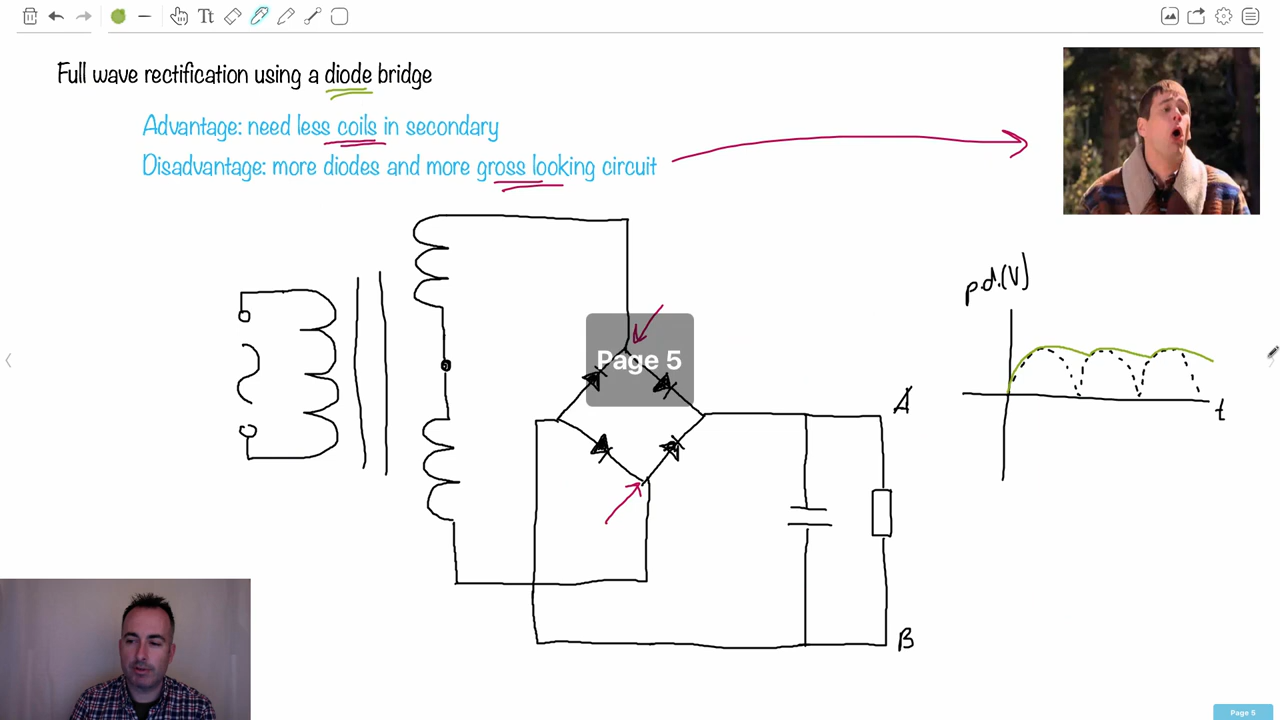 Tt
Full wave rectification using a diode bridge
Advantage: need less coils in secondary
Disadvantage: more diodes and more gross looking circuit
p.d.(V)
Page 5
A
t
B
Page 5